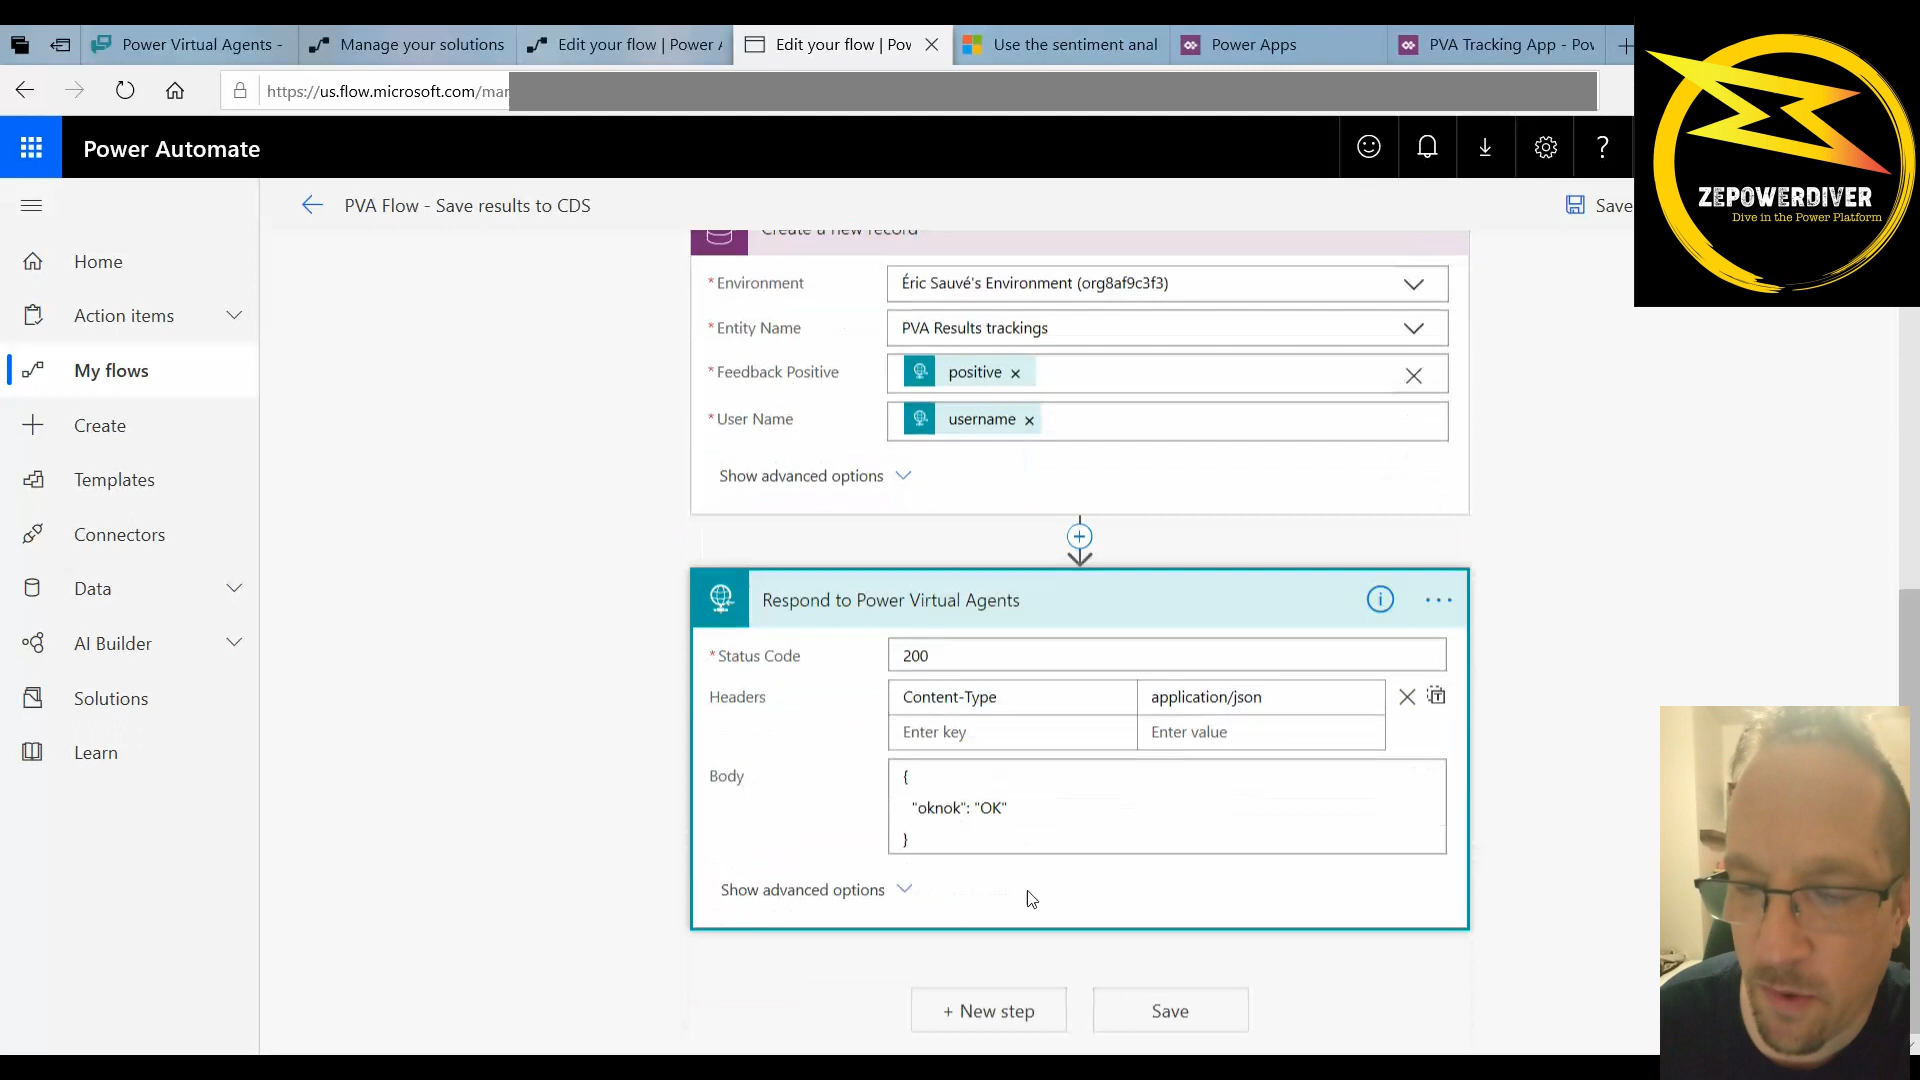 Power Virtual Agents -
Manage your solutions
Edit your flow | Power A
Edit your flow | Pow
Use the sentiment anal
Power Apps
PVA Tracking App - Pow
https://us.flow.microsoft.com/mar
Power Automate
?
ZEPOWERDIVER
Dive in the Power Platform
PVA Flow - Save results to CDS
Save
Home
Action items
My flows
Create
Templates
Connectors
Data
AI Builder
Solutions
Learn
Create a new record
*Environment
Éric Sauvé's Environment (org8af9c3f3)
*Entity Name
PVA Results trackings
*Feedback Positive
positive ×
*User Name
username ×
Show advanced options
Respond to Power Virtual Agents
*Status Code
200
Headers
Content-Type
application/json
Enter key
Enter value
Body
{
"oknok": "OK"
}
Show advanced options
+ New step
Save